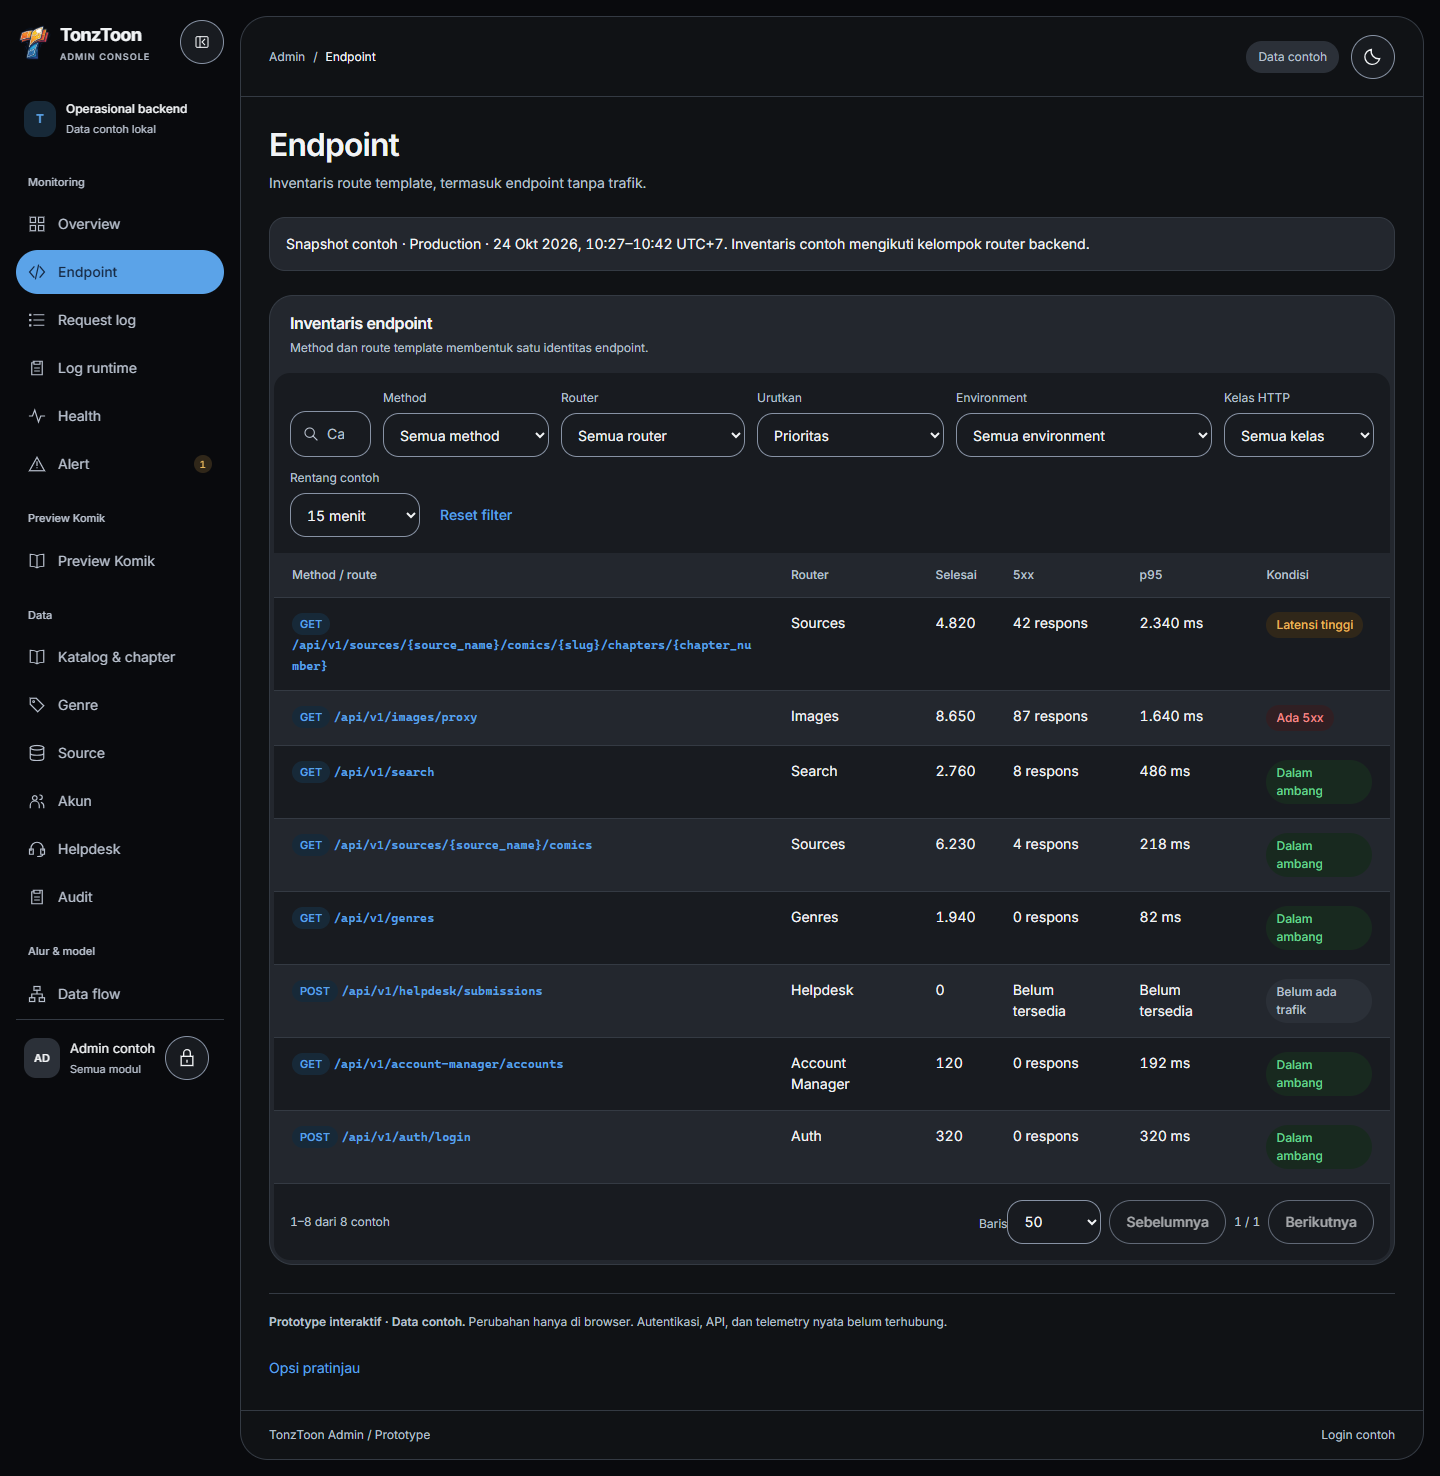 TonzToon
ADMIN CONSOLE
T
Operasional backend
Data contoh lokal
Monitoring
Overview
Endpoint
Request log
Log runtime
Health
Alert
1
Preview Komik
Preview Komik
Data
Katalog & chapter
Genre
Source
Akun
Helpdesk
Audit
Alur & model
Data flow
AD
Admin contoh
Semua modul
Admin / Endpoint
Data contoh
Endpoint
Inventaris route template, termasuk endpoint tanpa trafik.
Snapshot contoh · Production · 24 Okt 2026, 10:27–10:42 UTC+7. Inventaris contoh mengikuti kelompok router backend.
Inventaris endpoint
Method dan route template membentuk satu identitas endpoint.
Ca
Method
Semua method
Router
Semua router
Urutkan
Prioritas
Environment
Semua environment
Kelas HTTP
Semua kelas
Rentang contoh
15 menit
Reset filter
Method / route Router Selesai 5xx p95 Kondisi
GET
/api/v1/sources/{source_name}/comics/{slug}/chapters/{chapter_nu
mber}
Sources 4.820 42 respons 2.340 ms Latensi tinggi
GET /api/v1/images/proxy Images 8.650 87 respons 1.640 ms Ada 5xx
GET /api/v1/search Search 2.760 8 respons 486 ms Dalam
ambang
GET /api/v1/sources/{source_name}/comics Sources 6.230 4 respons 218 ms Dalam
ambang
GET /api/v1/genres Genres 1.940 0 respons 82 ms Dalam
ambang
POST /api/v1/helpdesk/submissions Helpdesk 0 Belum
tersedia
Belum
tersedia
Belum ada
trafik
GET /api/v1/account-manager/accounts Account
Manager
120 0 respons 192 ms Dalam
ambang
POST /api/v1/auth/login Auth 320 0 respons 320 ms Dalam
ambang
1–8 dari 8 contoh
Baris 50 Sebelumnya 1 / 1 Berikutnya
Prototype interaktif · Data contoh. Perubahan hanya di browser. Autentikasi, API, dan telemetry nyata belum terhubung.
Opsi pratinjau
TonzToon Admin / Prototype
Login contoh